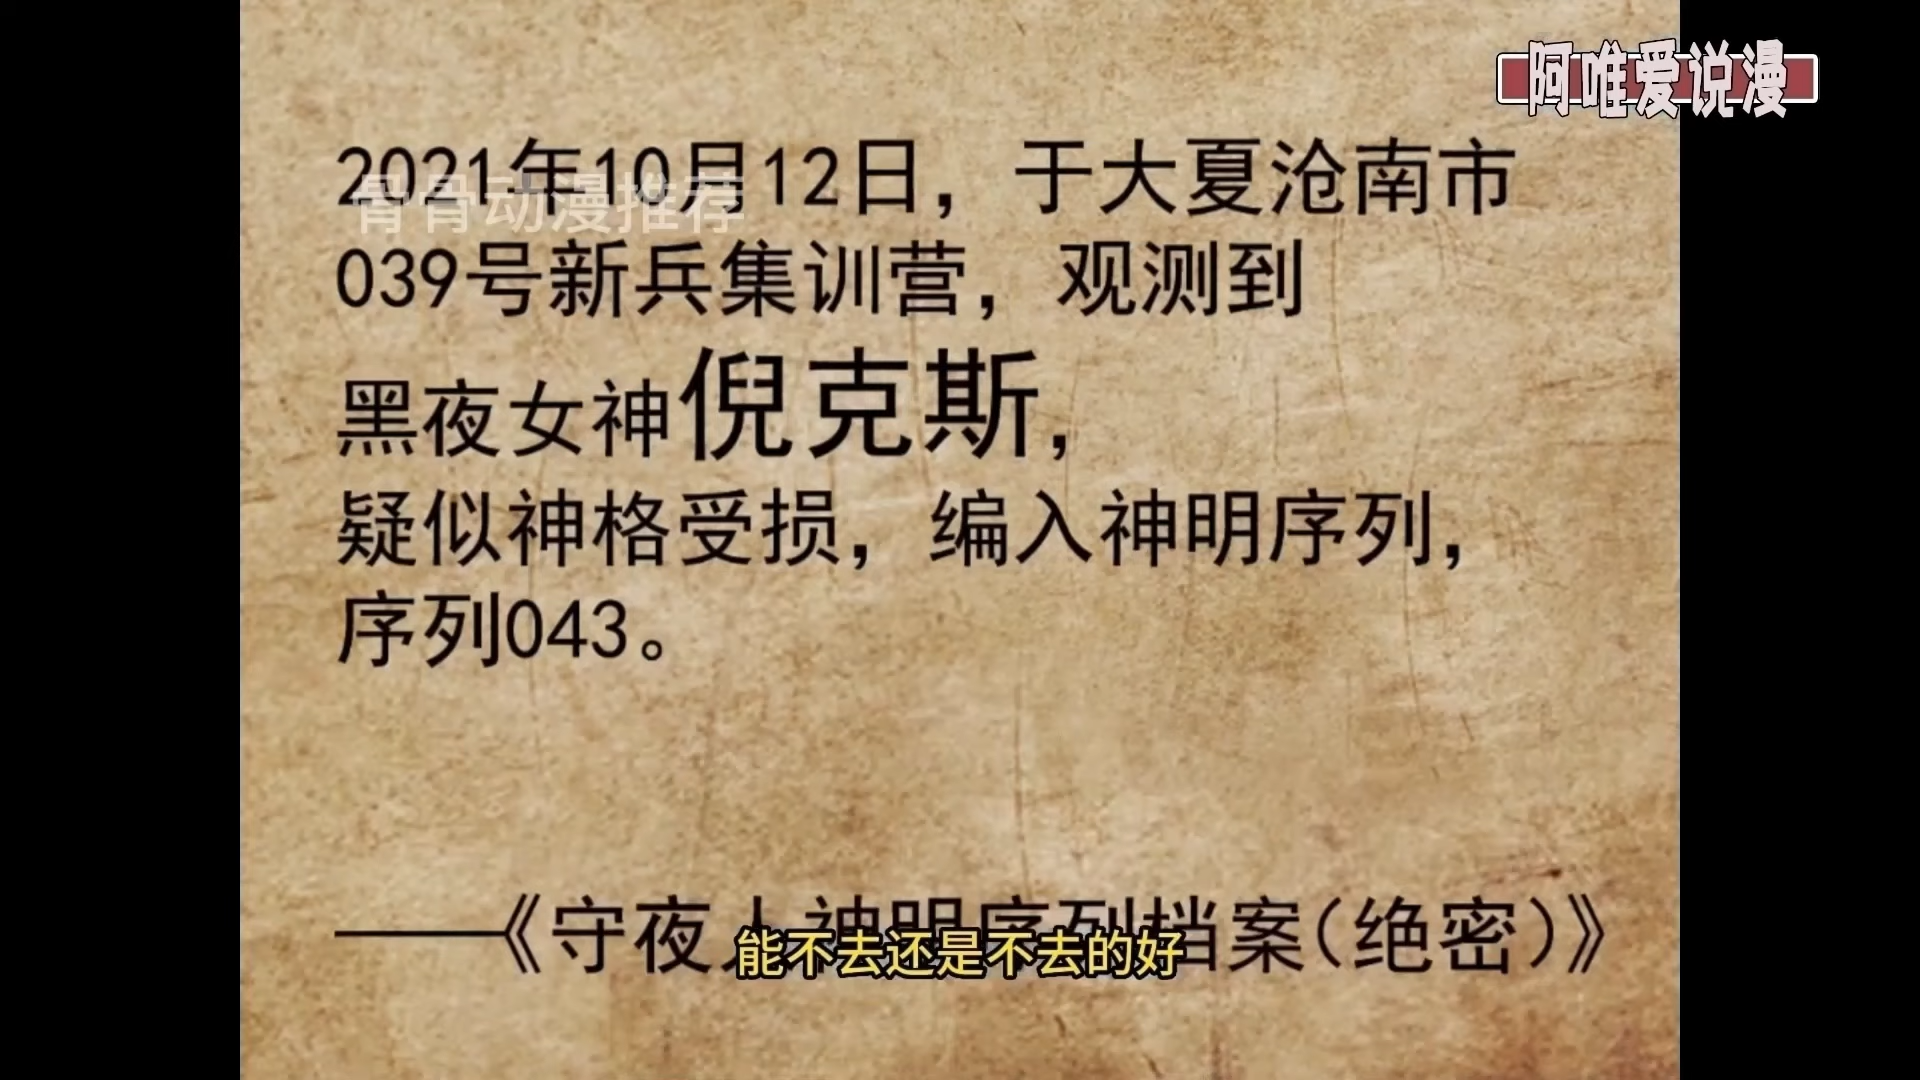 阿唯爱说漫
2021年10月12日，于大夏沧南市
骨骨动漫推荐
039号新兵集训营，观测到
黑夜女神倪克斯，
疑似神格受损，编入神明序列，
序列043。
——《守夜人神明序列档案（绝密）》
能不去还是不去的好